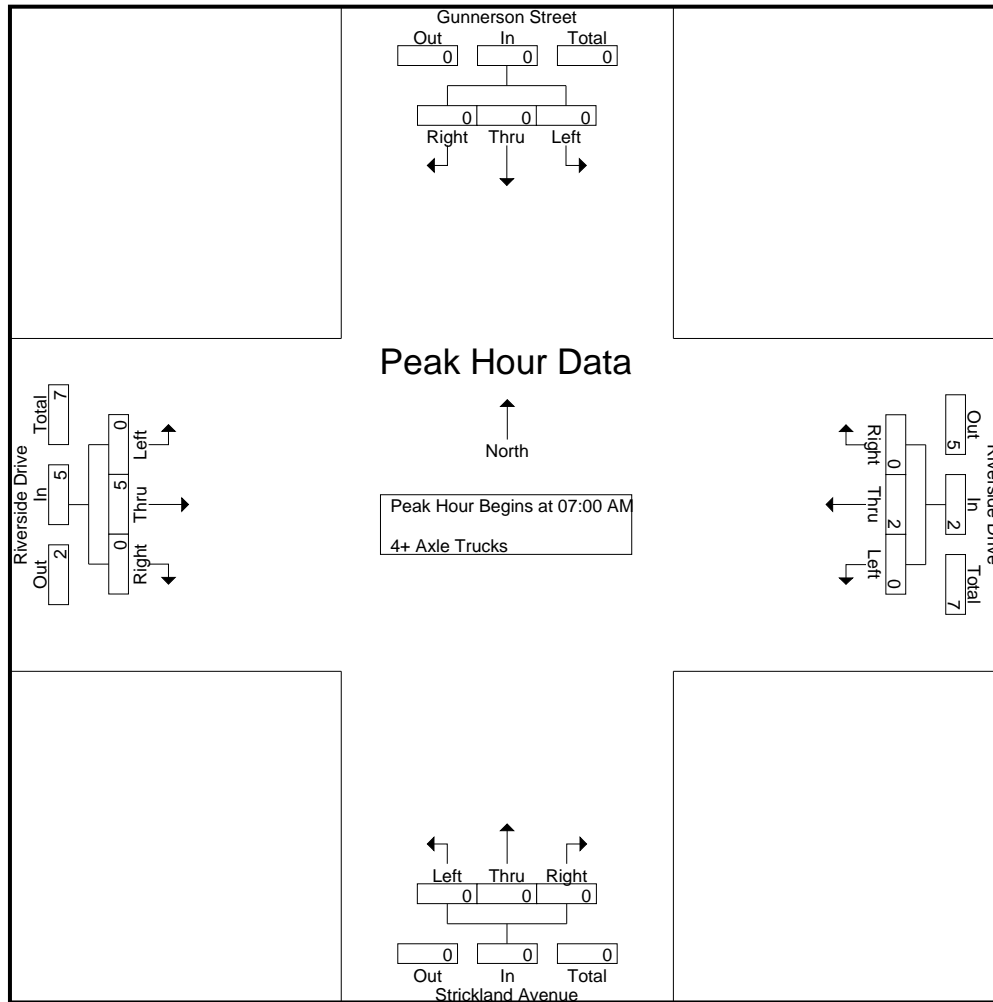 Gunnerson Street
Out In Total
0 0 0
0 0 0
Right Thru Left
Peak Hour Data
North
Peak Hour Begins at 07:00 AM
4+ Axle Trucks
Riverside Drive
Out In Total
2 5 7
0 5 0
Right Thru Left
Riverside Drive
Out In Total
5 2 7
0 2 0
Right Thru Left
Left Thru Right
0 0 0
0 0 0
Out In Total
Strickland Avenue